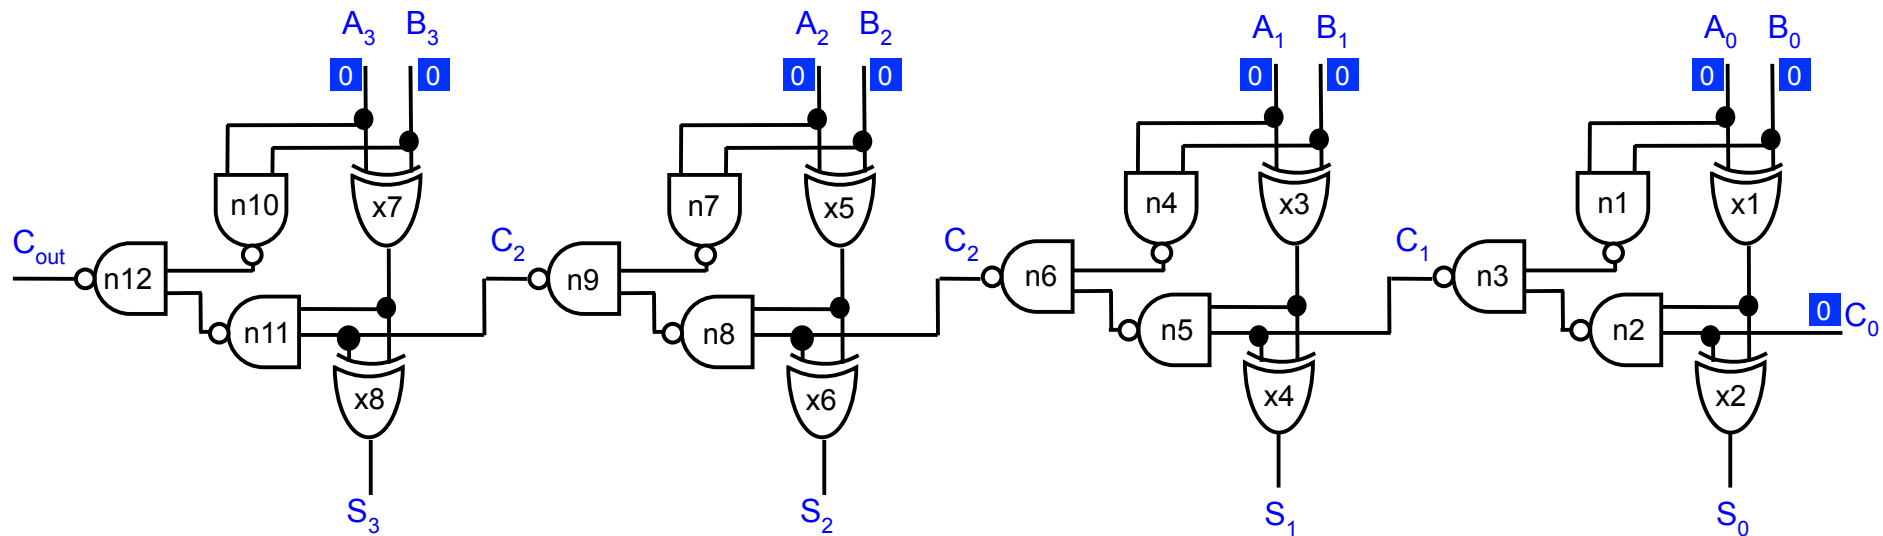 A3 B3 A2 B2 A1 B1 A0 B0
0 0 0 0 0 0 0 0
n10 x7 n7 x5 n4 x3 n1 x1
Cout C2 C2 C1
n12 n9 n6 n3
n11 n8 n5 n2 0 C0
x8 x6 x4 x2
S3 S2 S1 S0